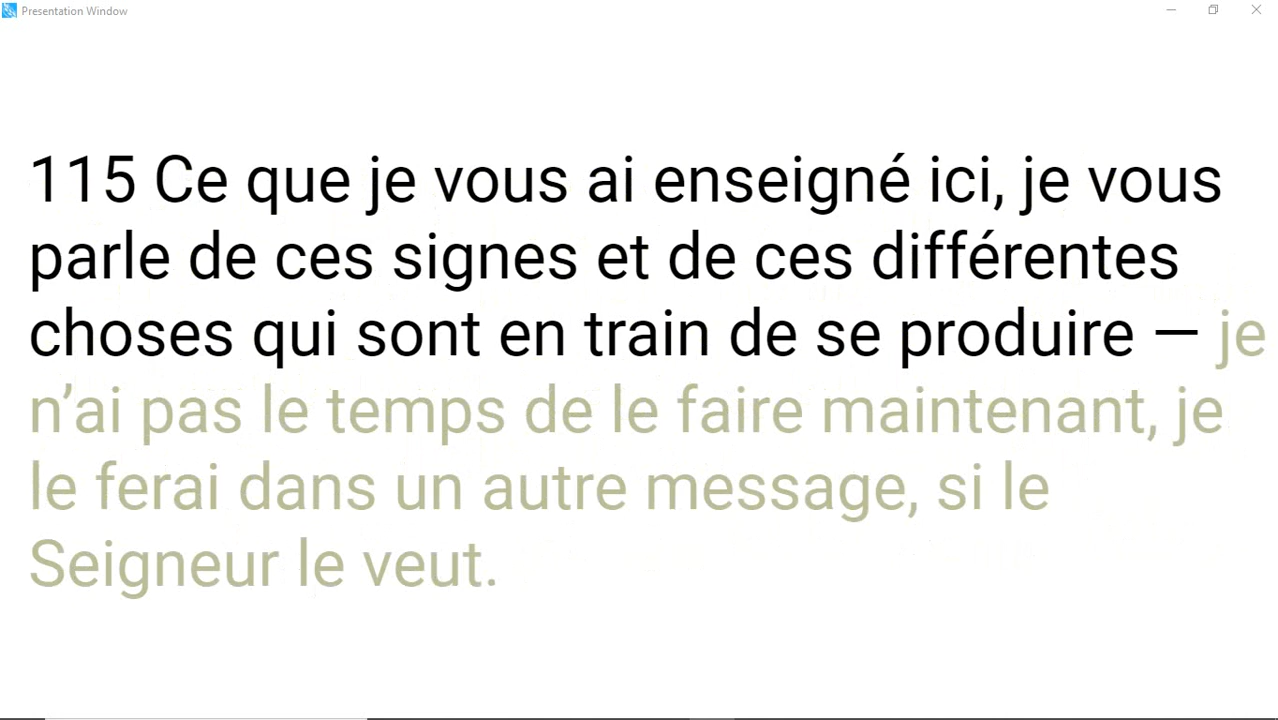 Presentation Window
115 Ce que je vous ai enseigné ici, je vous
parle de ces signes et de ces différentes
choses qui sont en train de se produire — je
n’ai pas le temps de le faire maintenant, je
le ferai dans un autre message, si le
Seigneur le veut.